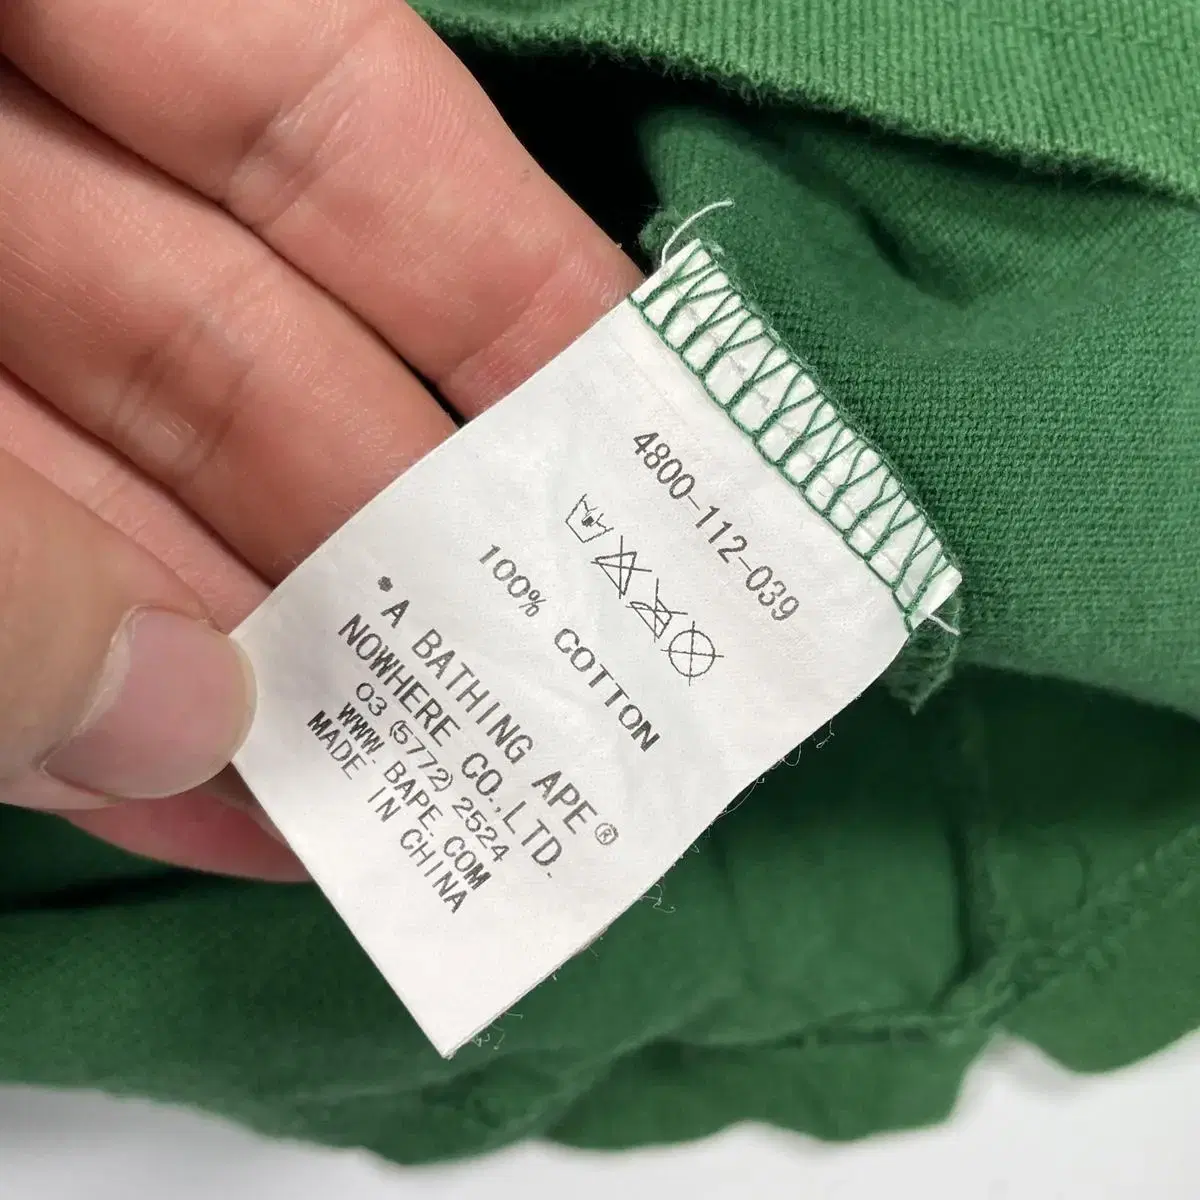 4800-112-039
100% COTTON
• A BATHING APE®
NOWHERE CO.,LTD.
03 (5772) 2524
WWW.BAPE.COM
MADE IN CHINA